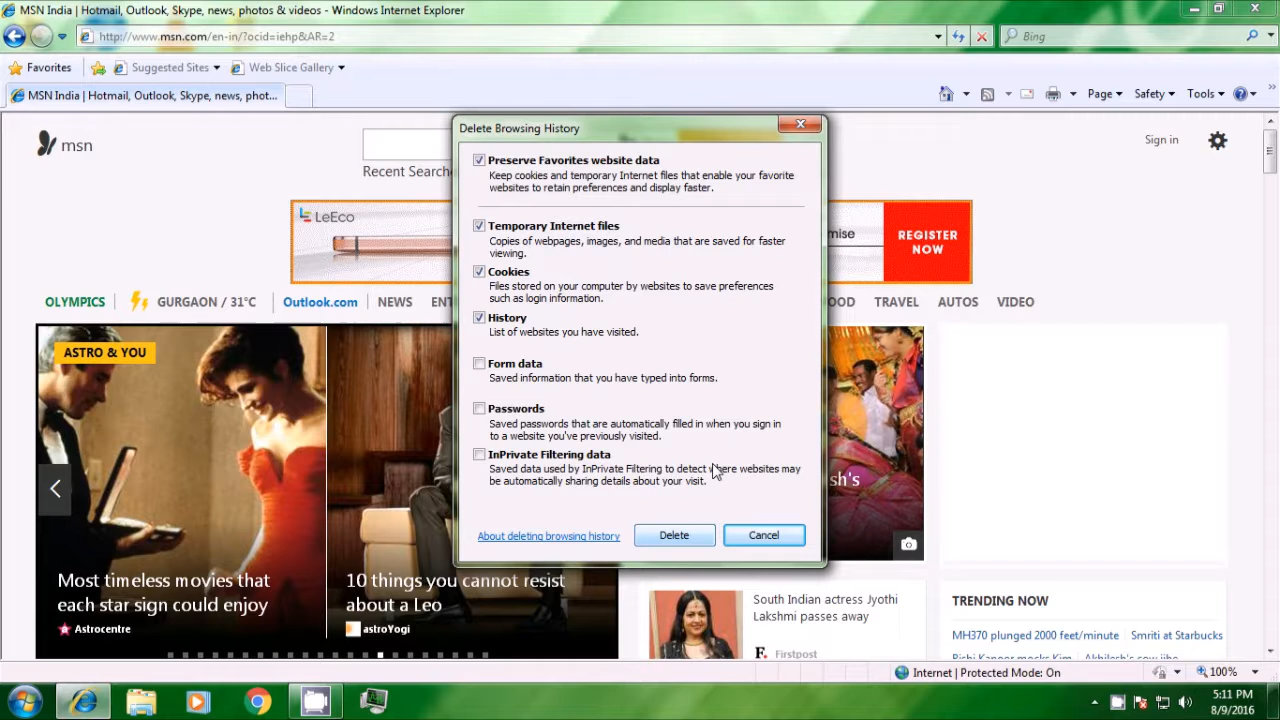 MSN India | Hotmail, Outlook, Skype, news, photos & videos - Windows Internet Explorer
http://www.msn.com/en-in/?ocid=iehp&AR=2
Bing
Favorites
Suggested Sites
Web Slice Gallery
MSN India | Hotmail, Outlook, Skype, news, phot...
Page
Safety
Tools
msn
Sign in
Recent Search
LeEco
mise
REGISTER
NOW
OLYMPICS
GURGAON / 31°C
Outlook.com
NEWS
ENT
OOD
TRAVEL
AUTOS
VIDEO
Delete Browsing History
Preserve Favorites website data
Keep cookies and temporary Internet files that enable your favorite
websites to retain preferences and display faster.
Temporary Internet files
Copies of webpages, images, and media that are saved for faster
viewing.
Cookies
Files stored on your computer by websites to save preferences
such as login information.
History
List of websites you have visited.
Form data
Saved information that you have typed into forms.
Passwords
Saved passwords that are automatically filled in when you sign in
to a website you've previously visited.
InPrivate Filtering data
Saved data used by InPrivate Filtering to detect where websites may
be automatically sharing details about your visit.
About deleting browsing history
Delete
Cancel
ASTRO & YOU
Most timeless movies that
each star sign could enjoy
Astrocentre
10 things you cannot resist
about a Leo
astroYogi
sh's
South Indian actress Jyothi
Lakshmi passes away
F. Firstpost
TRENDING NOW
MH370 plunged 2000 feet/minute
Smriti at Starbucks
Rishi Kapoor mocks Kim
Akhilesh's cow jibe
Internet | Protected Mode: On
100%
5:11 PM
8/9/2016